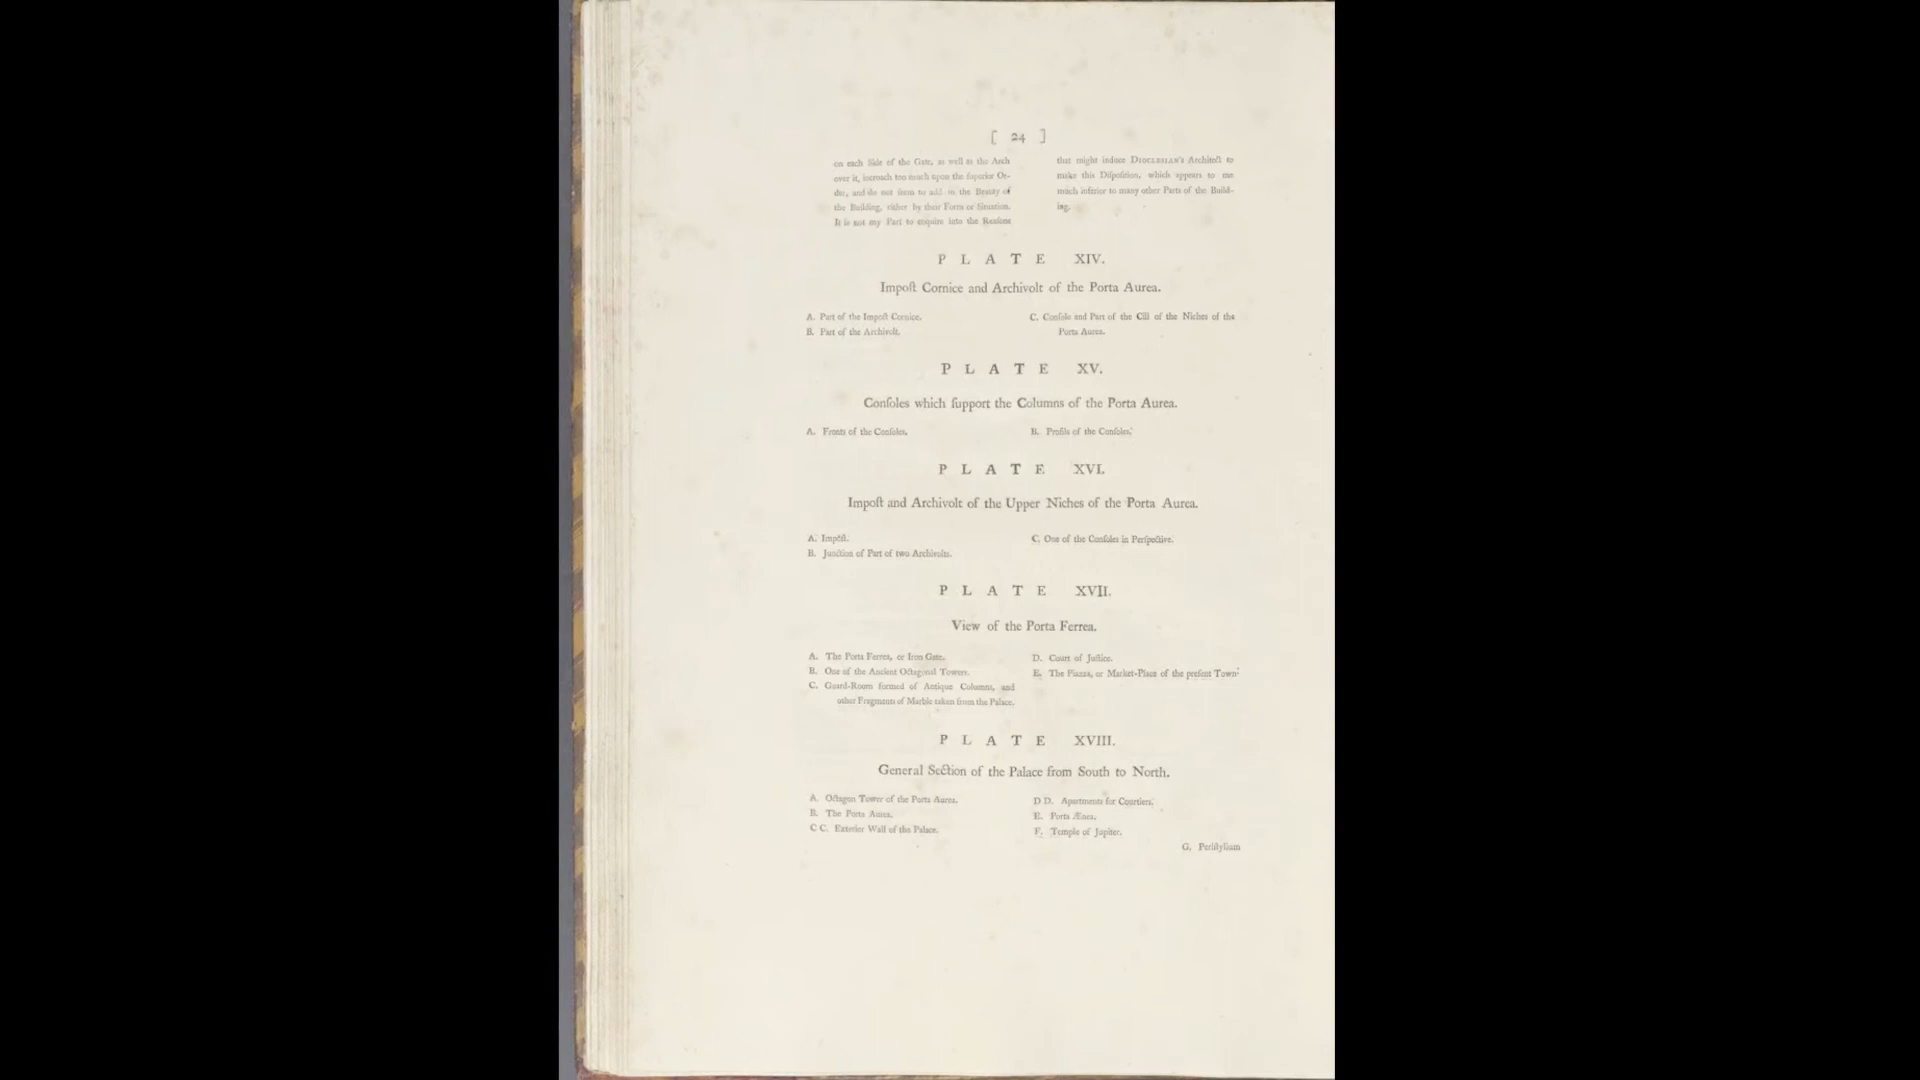 [ 24 ]
on each Side of the Gate, as well as the Arch
over it, incroach too much upon the ſuperior Or-
der, and do not ſeem to add to the Beauty of
the Building, either by their Form or Situation.
It is not my Part to enquire into the Reaſons
that might induce DIOCLESIAN's Architect to
make this Diſpoſition, which appears to me
much inferior to many other Parts of the Build-
ing.
PLATE XIV.
Impoſt Cornice and Archivolt of the Porta Aurea.
A. Part of the Impoſt Cornice.
B. Part of the Archivolt.
C. Conſole and Part of the Cill of the Niches of the
Porta Aurea.
PLATE XV.
Conſoles which ſupport the Columns of the Porta Aurea.
A. Fronts of the Conſoles.
B. Profils of the Conſoles.
PLATE XVI.
Impoſt and Archivolt of the Upper Niches of the Porta Aurea.
A. Impoſt.
B. Junction of Part of two Archivolts.
C. One of the Conſoles in Perſpective.
PLATE XVII.
View of the Porta Ferrea.
A. The Porta Ferrea, or Iron Gate.
B. One of the Ancient Octagonal Towers.
C. Guard-Room formed of Antique Columns, and
other Fragments of Marble taken from the Palace.
D. Court of Juſtice.
E. The Piazza, or Market-Place of the preſent Town.
PLATE XVIII.
General Section of the Palace from South to North.
A. Octagon Tower of the Porta Aurea.
B. The Porta Aurea.
C C. Exterior Wall of the Palace.
D D. Apartments for Courtiers.
E. Porta Ænea.
F. Temple of Jupiter.
G. Periſtylium